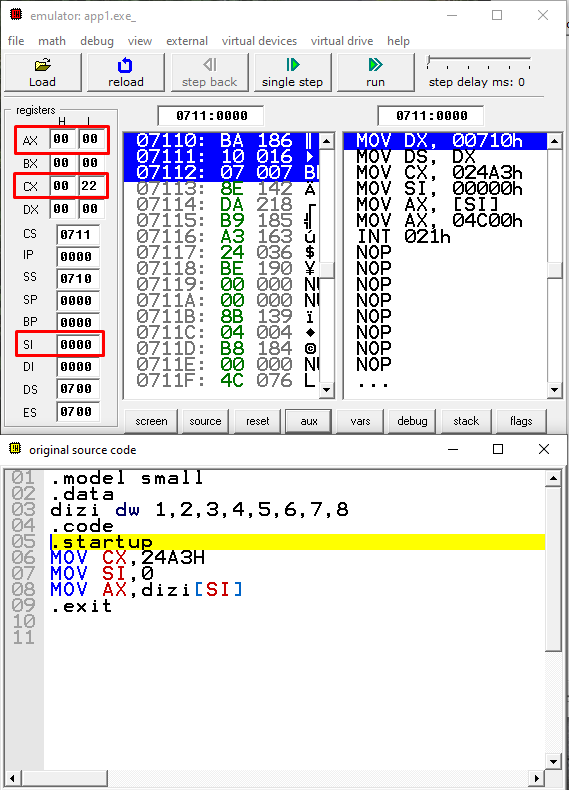 emulator: app1.exe_
file math debug view external virtual devices virtual drive help
Load reload step back single step run step delay ms: 0
registers
H L
AX 00 00
BX 00 00
CX 00 22
DX 00 00
CS 0711
IP 0000
SS 0710
SP 0000
BP 0000
SI 0000
DI 0000
DS 0700
ES 0700
0711:0000
07110: BA 186 ║
07111: 10 016 ►
07112: 07 007 BE
07113: 8E 142 Ä
07114: DA 218 ┌
07115: B9 185 ╣
07116: A3 163 ú
07117: 24 036 $
07118: BE 190 ¥
07119: 00 000 NU
0711A: 00 000 NU
0711B: 8B 139 ï
0711C: 04 004 ♦
0711D: B8 184 ©
0711E: 00 000 NU
0711F: 4C 076 L
0711:0000
MOV DX, 00710h
MOV DS, DX
MOV CX, 024A3h
MOV SI, 00000h
MOV AX, [SI]
MOV AX, 04C00h
INT 021h
NOP
NOP
NOP
NOP
NOP
NOP
NOP
NOP
...
screen source reset aux vars debug stack flags
original source code
01 .model small
02 .data
03 dizi dw 1,2,3,4,5,6,7,8
04 .code
05 .startup
06 MOV CX,24A3H
07 MOV SI,0
08 MOV AX,dizi[SI]
09 .exit
10
11